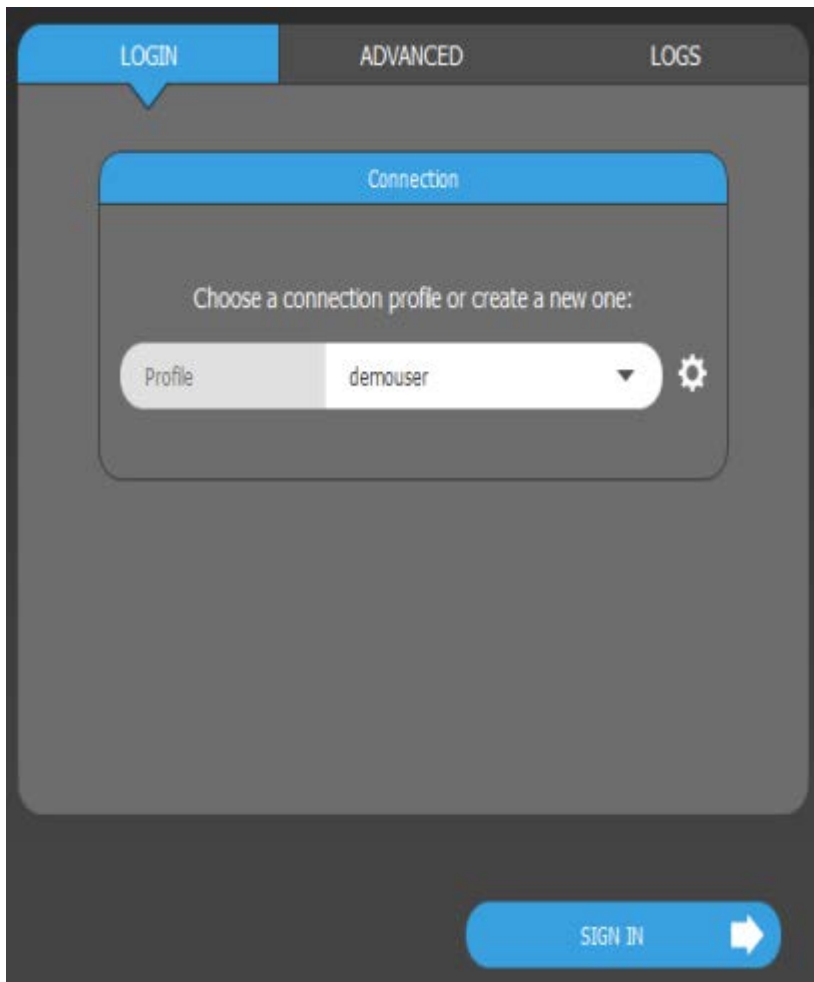 LOGIN ADVANCED LOGS
Connection
Choose a connection profile or create a new one:
Profile demouser
SIGN IN